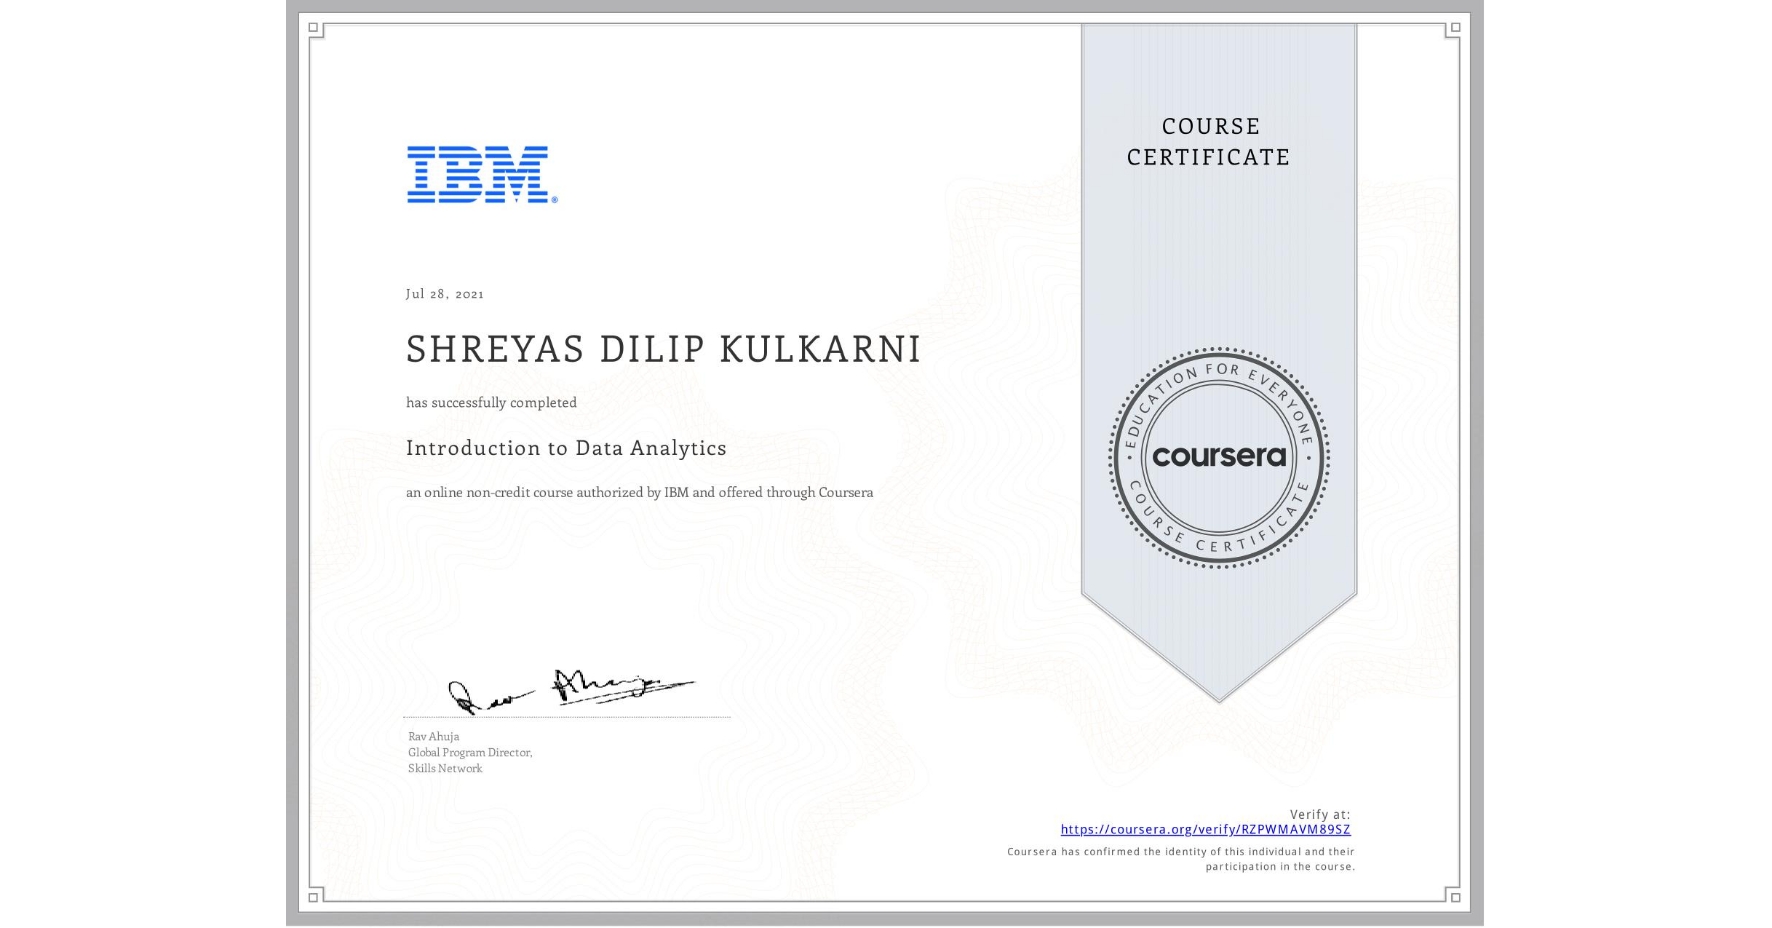 IBM®
Jul 28, 2021
SHREYAS DILIP KULKARNI
has successfully completed
Introduction to Data Analytics
an online non-credit course authorized by IBM and offered through Coursera
Rav Ahuja
Rav Ahuja
Global Program Director,
Skills Network
COURSE
CERTIFICATE
EDUCATION FOR EVERYONE
coursera
COURSE CERTIFICATE
Verify at:
https://coursera.org/verify/RZPWMAVM89SZ
Coursera has confirmed the identity of this individual and their
participation in the course.